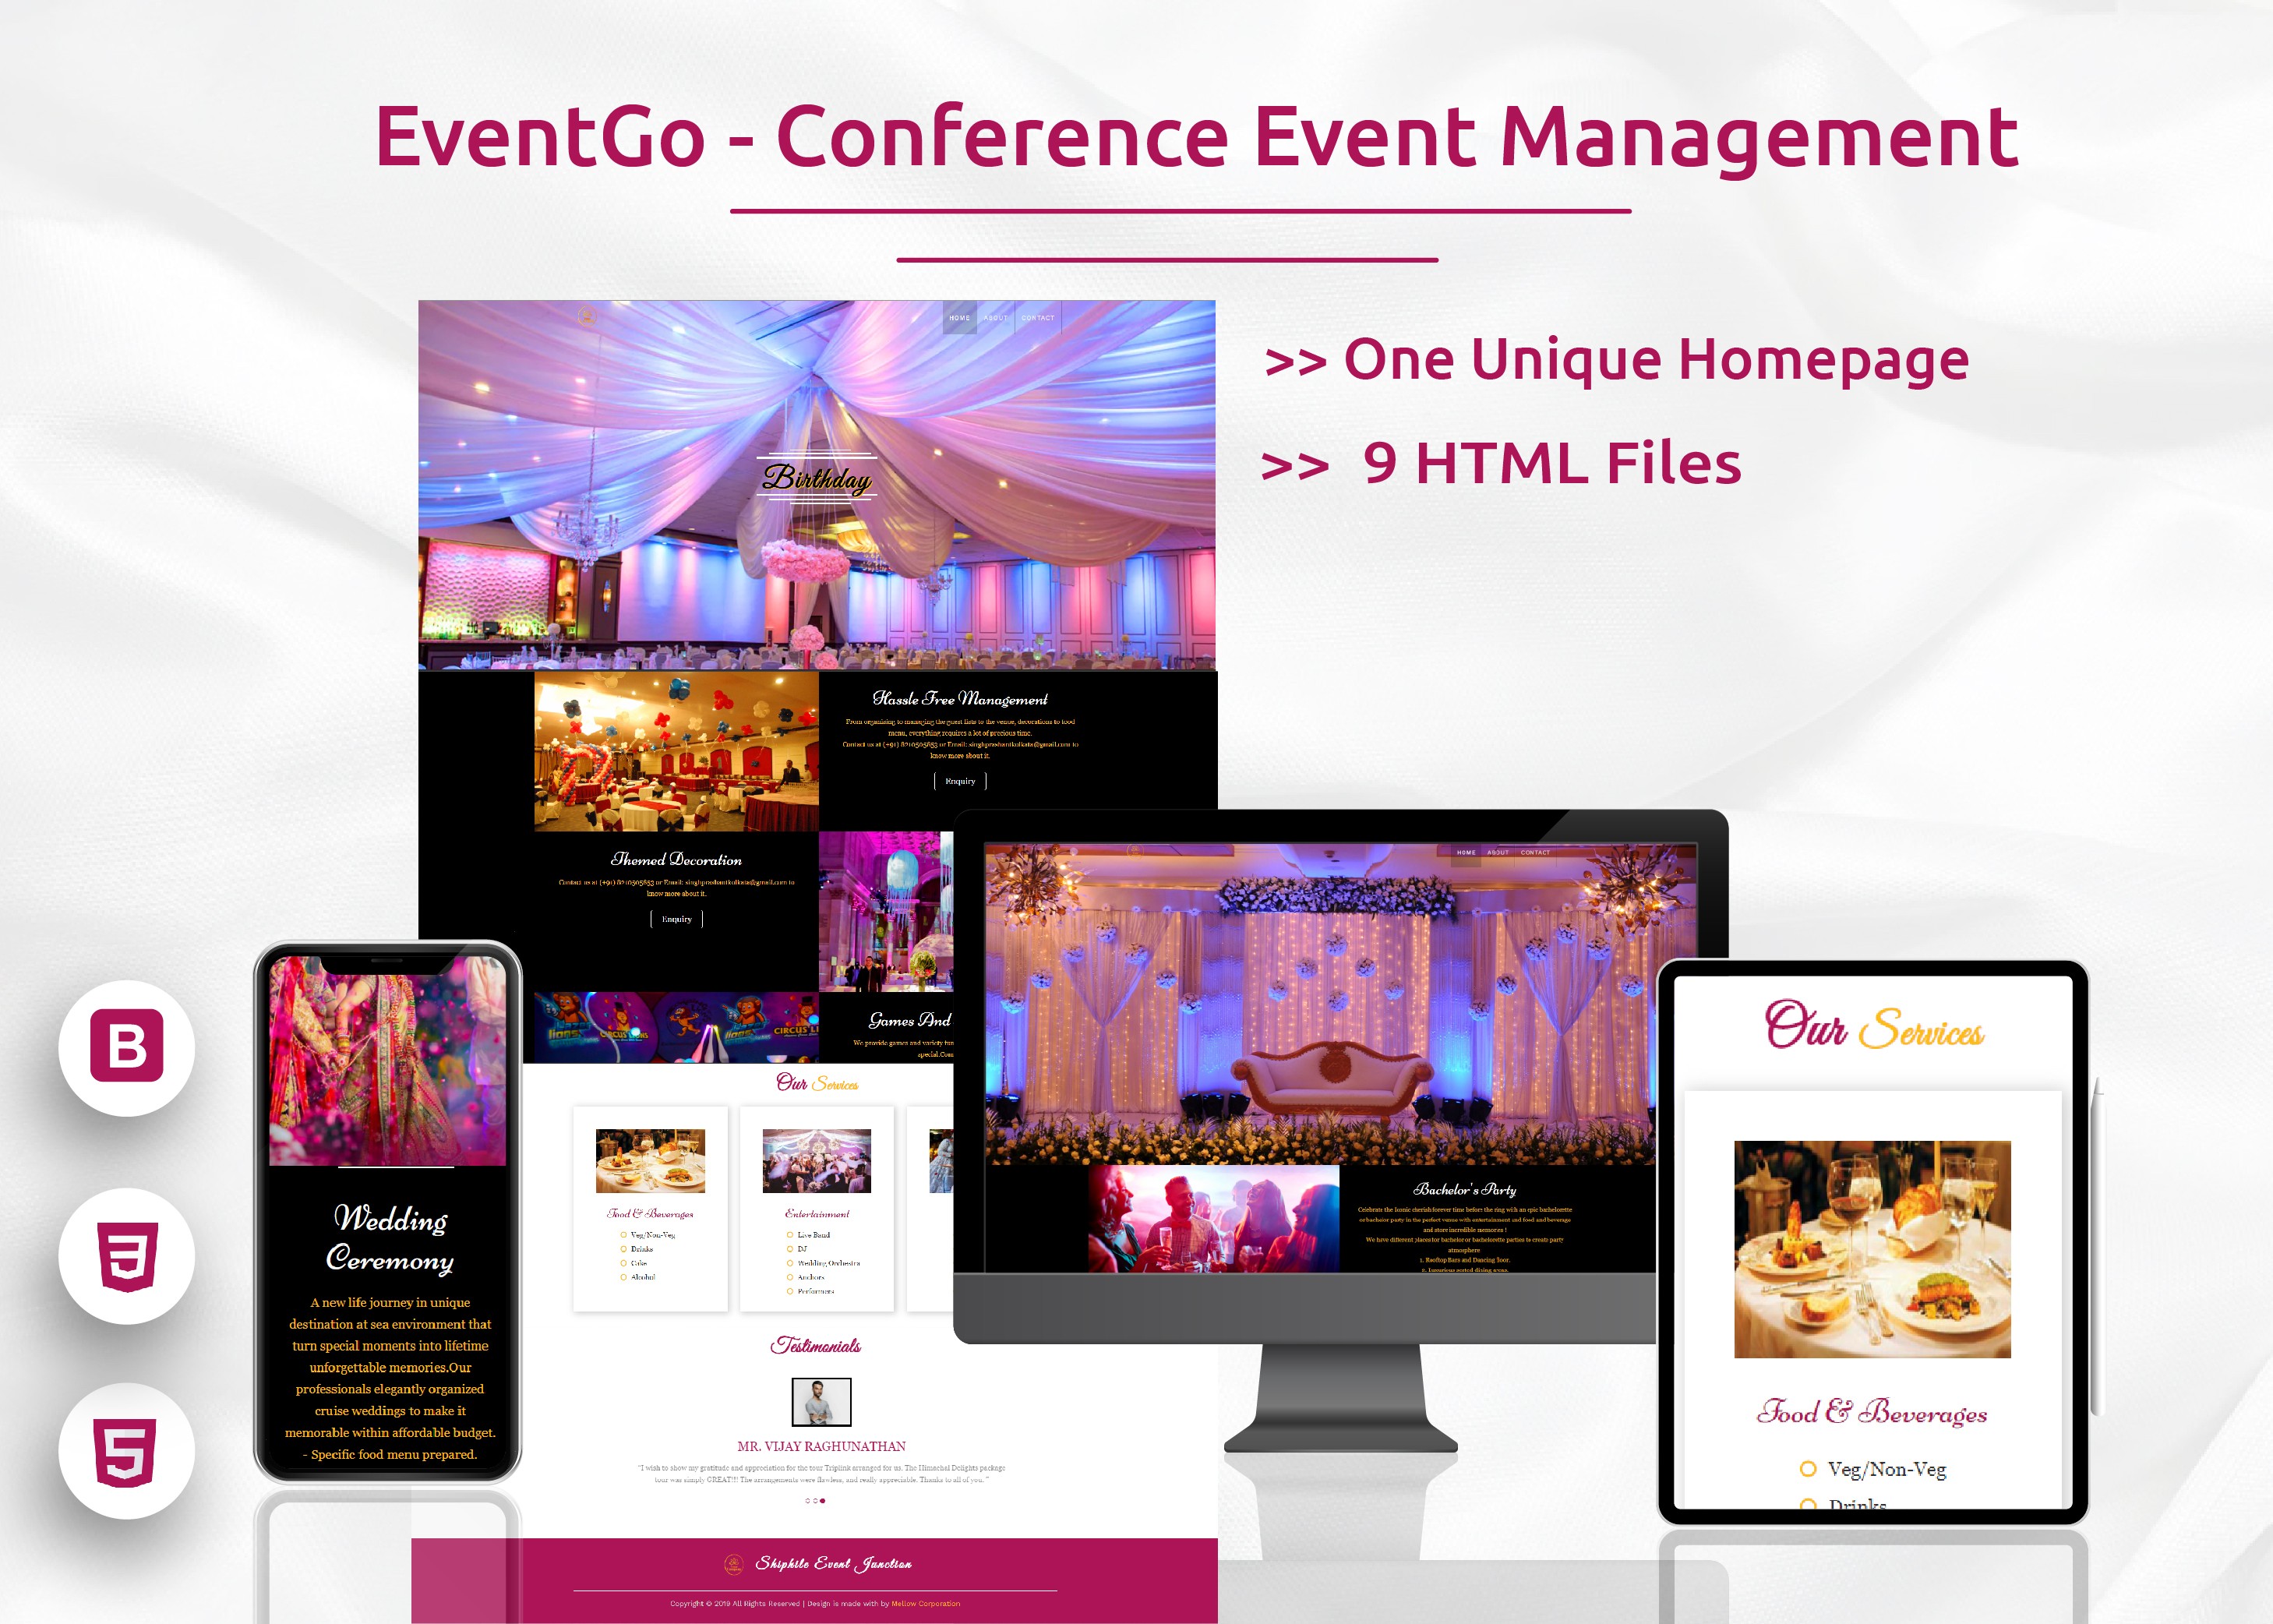 EventGo - Conference Event Management
>> One Unique Homepage
>> 9 HTML Files
HOME
ABOUT
CONTACT
Birthday
Hassle Free Management
From organizing to managing the guest lists to the venue, decorations to food
menu, everything requires a lot of precious time.
Contact us at (+91) 8210505653 or Email: singhprashantkolkata@gmail.com to
know more about it.
Enquiry
Themed Decoration
Contact us at (+91) 8210505653 or Email: singhprashantkolkata@gmail.com to
know more about it.
Enquiry
CIRCUS LI
Games And
We provide games and variety fun
special.Con
Our Services
Food & Beverages
Veg/Non-Veg
Drinks
Cake
Alcohol
Entertainment
Live Band
DJ
Wedding Orchestra
Anchors
Performers
Testimonials
MR. VIJAY RAGHUNATHAN
"I wish to show my gratitude and appreciation for the tour Triplink arranged for us. The Himachal Delights package
tour was simply GREAT!!! The arrangements were flawless, and really appreciable. Thanks to all of you. "
Shiphile Event Junction
Copyright © 2019 All Rights Reserved | Design is made with by Mellow Corporation
B
3
5
Wedding
Ceremony
A new life journey in unique
destination at sea environment that
turn special moments into lifetime
unforgettable memories.Our
professionals elegantly organized
cruise weddings to make it
memorable within affordable budget.
- Specific food menu prepared.
HOME
ABOUT
CONTACT
Bachelor's Party
Celebrate the Iconic cherish forever time before the ring with an epic bachelorette
or bachelor party in the perfect venue with entertainment and food and beverage
and store incredible memories !
We have different places for bachelor or bachelorette parties to create party
atmosphere
1. Rooftop Bars and Dancing floor.
2. Luxurious seated dining areas.
Our Services
Food & Beverages
Veg/Non-Veg
Drinks